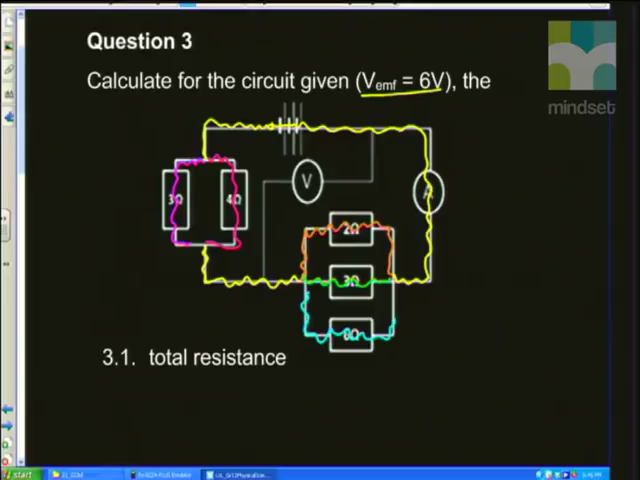 Question 3
Calculate for the circuit given (Vemf = 6V), the
mindset
V
A
3Ω
4Ω
2Ω
3Ω
3.1. total resistance
start